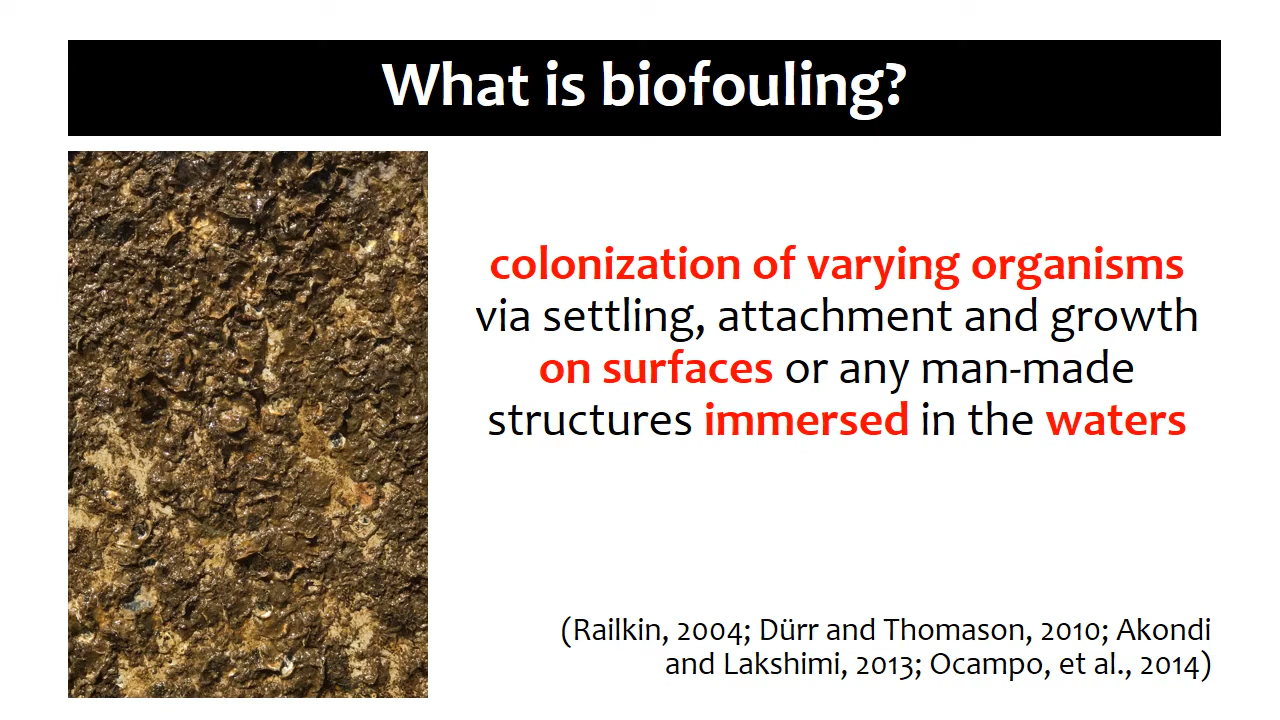 What is biofouling?
colonization of varying organisms
via settling, attachment and growth
on surfaces or any man-made
structures immersed in the waters
(Railkin, 2004; Dürr and Thomason, 2010; Akondi
and Lakshimi, 2013; Ocampo, et al., 2014)